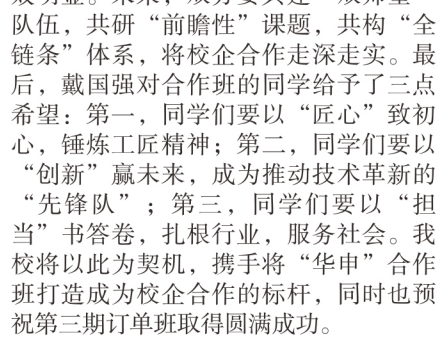 队伍，共研“前瞻性”课题，共构“全
链条”体系，将校企合作走深走实。最
后，戴国强对合作班的同学给予了三点
希望：第一，同学们要以“匠心”致初
心，锤炼工匠精神；第二，同学们要以
“创新”赢未来，成为推动技术革新的
“先锋队”；第三，同学们要以“担
当”书答卷，扎根行业，服务社会。我
校将以此为契机，携手将“华申”合作
班打造成为校企合作的标杆，同时也预
祝第三期订单班取得圆满成功。